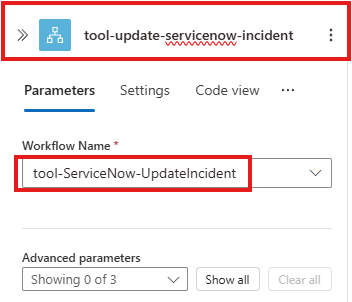 tool-update-servicenow-incident
Parameters Settings Code view ...
Workflow Name *
tool-ServiceNow-UpdateIncident
Advanced parameters
Showing 0 of 3 Show all Clear all